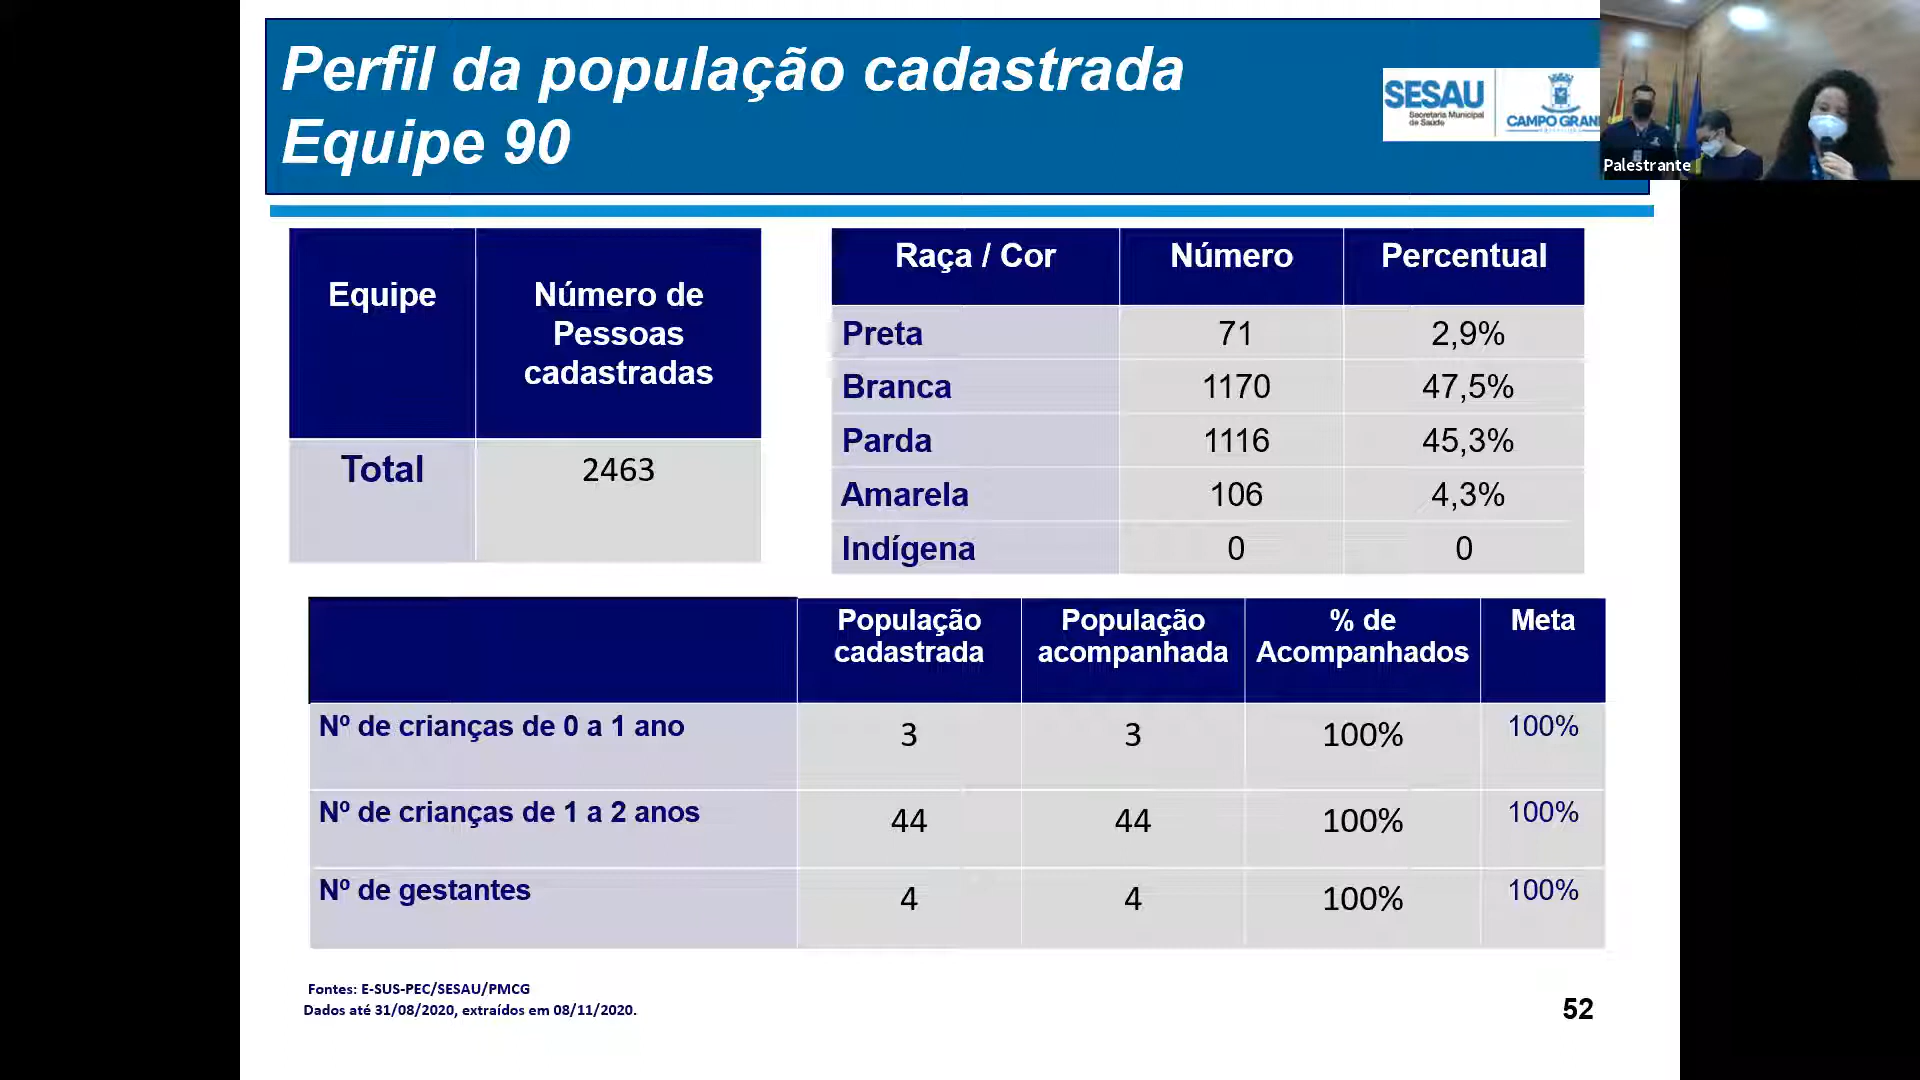 Perfil da população cadastrada
Equipe 90
SESAU
Secretaria Municipal
de Saúde
CAMPO GRAN
Palestrante
Equipe
Número de
Pessoas
cadastradas
Total
2463
Raça / Cor Número Percentual
Preta 71 2,9%
Branca 1170 47,5%
Parda 1116 45,3%
Amarela 106 4,3%
Indígena 0 0
População
cadastrada
População
acompanhada
% de
Acompanhados
Meta
Nº de crianças de 0 a 1 ano 3 3 100% 100%
Nº de crianças de 1 a 2 anos 44 44 100% 100%
Nº de gestantes 4 4 100% 100%
Fontes: E-SUS-PEC/SESAU/PMCG
Dados até 31/08/2020, extraídos em 08/11/2020.
52